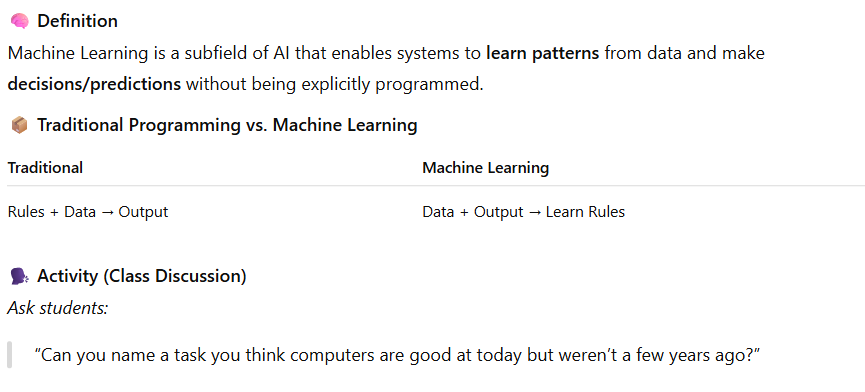 🧠 Definition
Machine Learning is a subfield of AI that enables systems to learn patterns from data and make
decisions/predictions without being explicitly programmed.
📦 Traditional Programming vs. Machine Learning
Traditional Machine Learning
Rules + Data → Output Data + Output → Learn Rules
🗣️ Activity (Class Discussion)
Ask students:
“Can you name a task you think computers are good at today but weren’t a few years ago?”